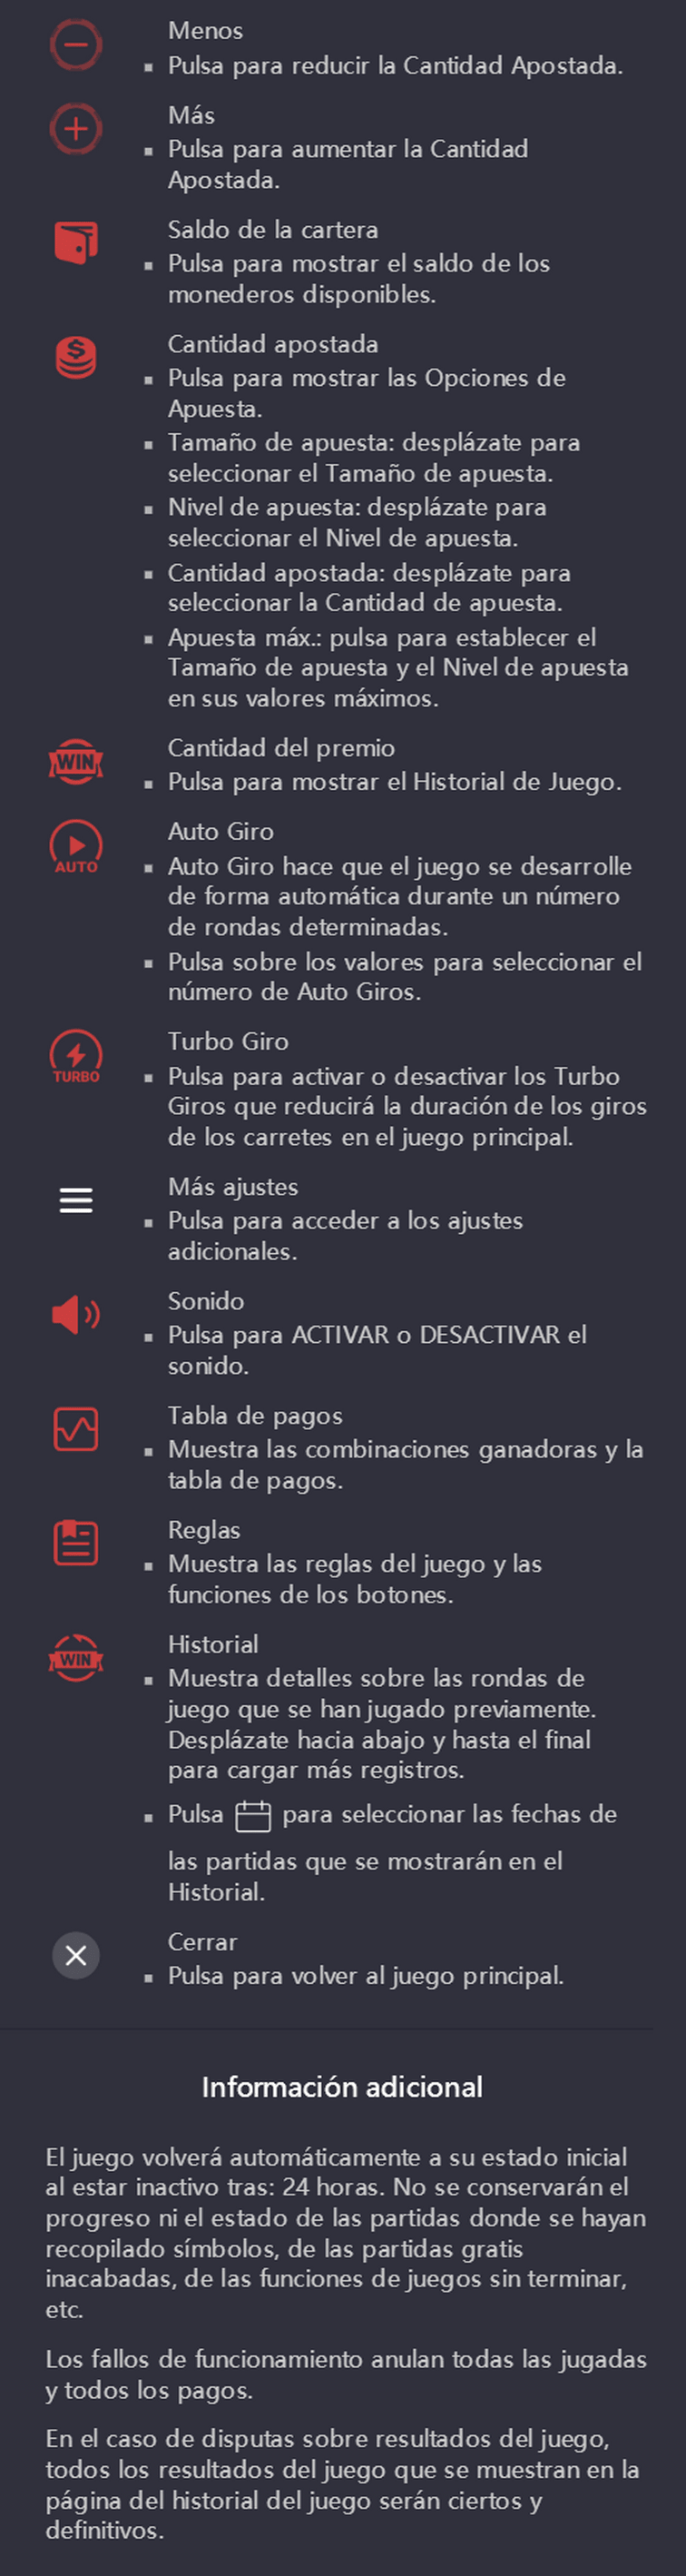 Menos
▪ Pulsa para reducir la Cantidad Apostada.
Más
▪ Pulsa para aumentar la Cantidad
Apostada.
Saldo de la cartera
▪ Pulsa para mostrar el saldo de los
monederos disponibles.
Cantidad apostada
▪ Pulsa para mostrar las Opciones de
Apuesta.
▪ Tamaño de apuesta: desplázate para
seleccionar el Tamaño de apuesta.
▪ Nivel de apuesta: desplázate para
seleccionar el Nivel de apuesta.
▪ Cantidad apostada: desplázate para
seleccionar la Cantidad de apuesta.
▪ Apuesta máx.: pulsa para establecer el
Tamaño de apuesta y el Nivel de apuesta
en sus valores máximos.
WIN
Cantidad del premio
▪ Pulsa para mostrar el Historial de Juego.
AUTO
Auto Giro
▪ Auto Giro hace que el juego se desarrolle
de forma automática durante un número
de rondas determinadas.
▪ Pulsa sobre los valores para seleccionar el
número de Auto Giros.
TURBO
Turbo Giro
▪ Pulsa para activar o desactivar los Turbo
Giros que reducirá la duración de los giros
de los carretes en el juego principal.
Más ajustes
▪ Pulsa para acceder a los ajustes
adicionales.
Sonido
▪ Pulsa para ACTIVAR o DESACTIVAR el
sonido.
Tabla de pagos
▪ Muestra las combinaciones ganadoras y la
tabla de pagos.
Reglas
▪ Muestra las reglas del juego y las
funciones de los botones.
WIN
Historial
▪ Muestra detalles sobre las rondas de
juego que se han jugado previamente.
Desplázate hacia abajo y hasta el final
para cargar más registros.
▪ Pulsa para seleccionar las fechas de
las partidas que se mostrarán en el
Historial.
Cerrar
▪ Pulsa para volver al juego principal.
Información adicional
El juego volverá automáticamente a su estado inicial
al estar inactivo tras: 24 horas. No se conservarán el
progreso ni el estado de las partidas donde se hayan
recopilado símbolos, de las partidas gratis
inacabadas, de las funciones de juegos sin terminar,
etc.
Los fallos de funcionamiento anulan todas las jugadas
y todos los pagos.
En el caso de disputas sobre resultados del juego,
todos los resultados del juego que se muestran en la
página del historial del juego serán ciertos y
definitivos.